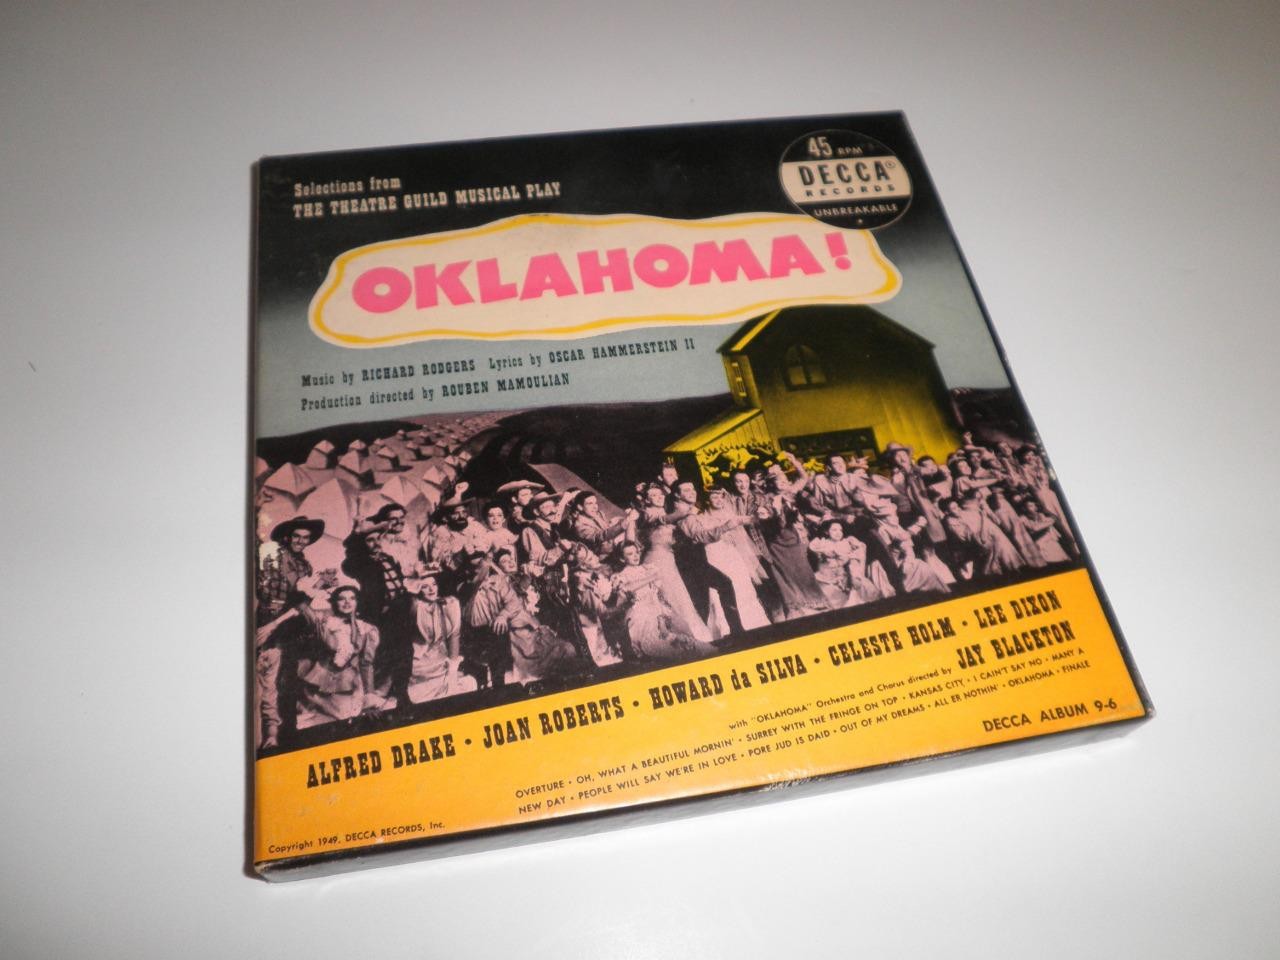 Selections from
THE THEATRE GUILD MUSICAL PLAY
45 RPM
DECCA®
RECORDS
UNBREAKABLE
OKLAHOMA!
Music by RICHARD RODGERS Lyrics by OSCAR HAMMERSTEIN II
Production directed by ROUBEN MAMOULIAN
ALFRED DRAKE • JOAN ROBERTS • HOWARD da SILVA • CELESTE HOLM • LEE DIXON
with "OKLAHOMA" Orchestra and Chorus directed by JAY BLACKTON
OVERTURE • OH, WHAT A BEAUTIFUL MORNIN' • SURREY WITH THE FRINGE ON TOP • KANSAS CITY • I CAIN'T SAY NO • MANY A
NEW DAY • PEOPLE WILL SAY WE'RE IN LOVE • PORE JUD IS DAID • OUT OF MY DREAMS • ALL ER NOTHIN' • OKLAHOMA • FINALE
DECCA ALBUM 9-6
Copyright 1949, DECCA RECORDS, Inc.